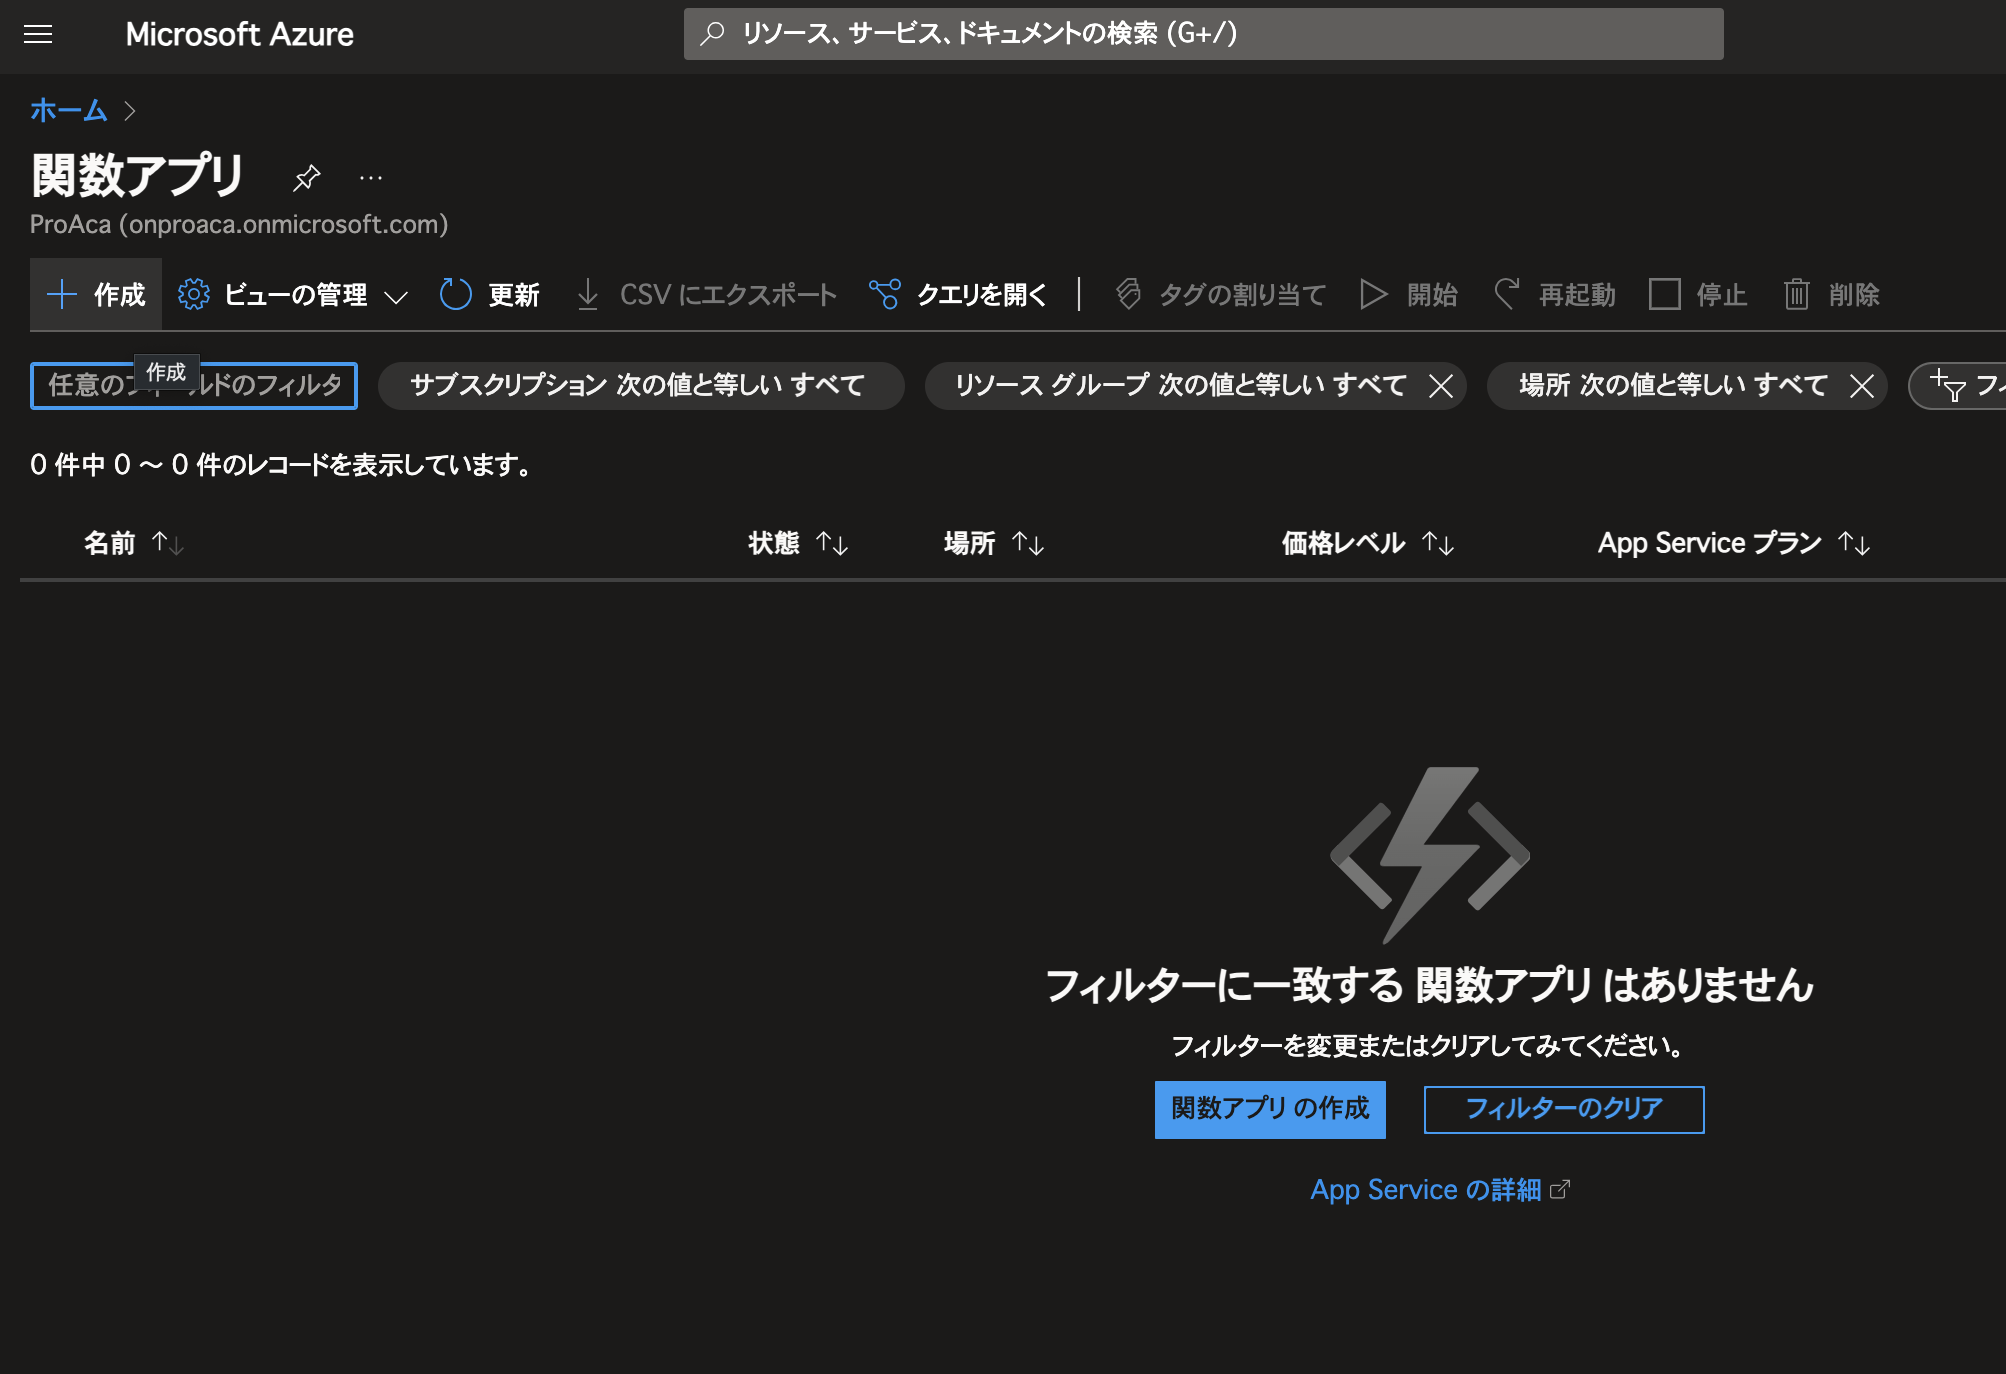 Microsoft Azure
リソース、サービス、ドキュメントの検索 (G+/)
ホーム
関数アプリ
ProAca (onproaca.onmicrosoft.com)
作成 ビューの管理 更新 CSV にエクスポート クエリを開く タグの割り当て 開始 再起動 停止 削除
作成
任意のフィールドのフィルタ サブスクリプション 次の値と等しい すべて リソース グループ 次の値と等しい すべて 場所 次の値と等しい すべて
0 件中 0 ～ 0 件のレコードを表示しています。
名前 状態 場所 価格レベル App Service プラン
フィルターに一致する 関数アプリ はありません
フィルターを変更またはクリアしてみてください。
関数アプリ の作成 フィルターのクリア
App Service の詳細